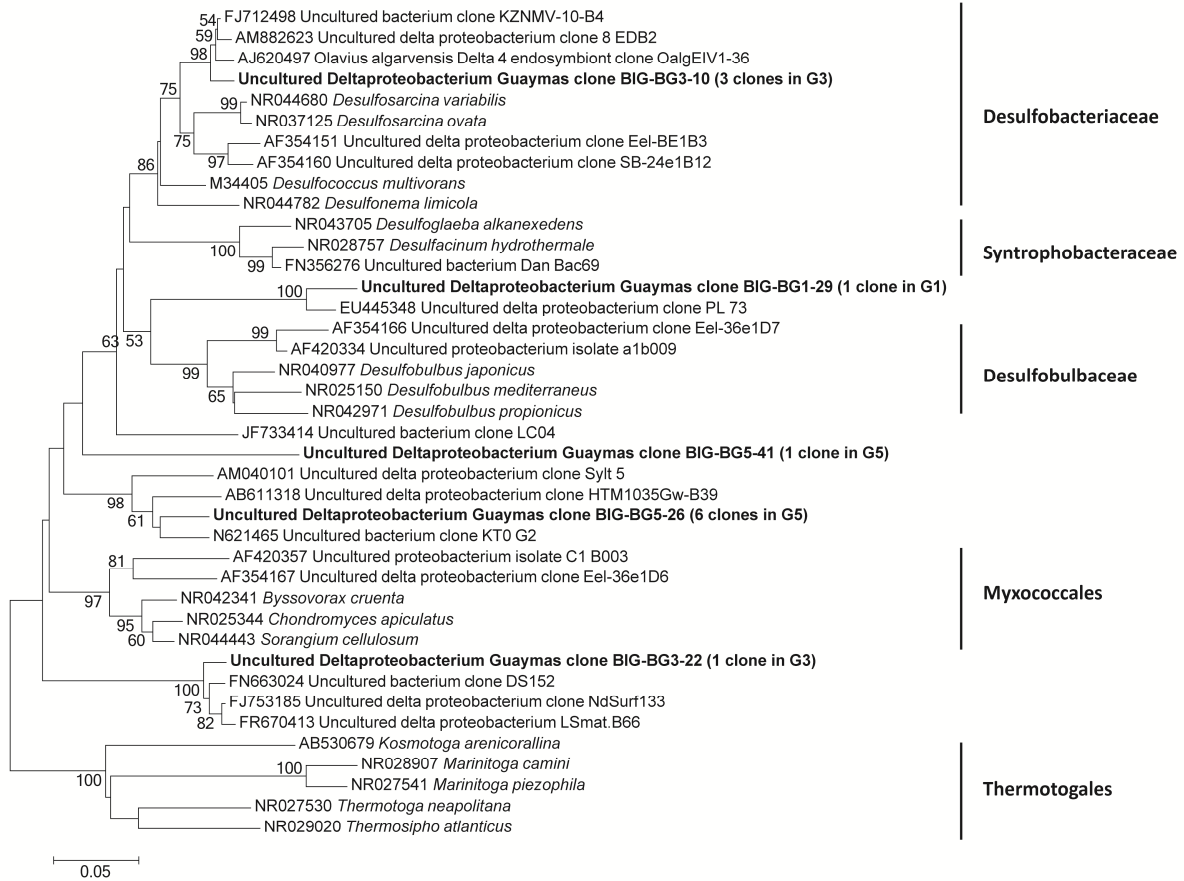 54
FJ712498 Uncultured bacterium clone KZNMV-10-B4
59
AM882623 Uncultured delta proteobacterium clone 8 EDB2
98
AJ620497 Olavius algarvensis Delta 4 endosymbiont clone OalgEIV1-36
Uncultured Deltaproteobacterium Guaymas clone BIG-BG3-10 (3 clones in G3)
75
99
NR044680 Desulfosarcina variabilis
Desulfobacteriaceae
NR037125 Desulfosarcina ovata
75
AF354151 Uncultured delta proteobacterium clone Eel-BE1B3
97
AF354160 Uncultured delta proteobacterium clone SB-24e1B12
86
M34405 Desulfococcus multivorans
NR044782 Desulfonema limicola
NR043705 Desulfoglaeba alkanexedens
100
NR028757 Desulfacinum hydrothermale
Syntrophobacteraceae
99
FN356276 Uncultured bacterium Dan Bac69
100
Uncultured Deltaproteobacterium Guaymas clone BIG-BG1-29 (1 clone in G1)
EU445348 Uncultured delta proteobacterium clone PL 73
63
53
99
AF354166 Uncultured delta proteobacterium clone Eel-36e1D7
AF420334 Uncultured proteobacterium isolate a1b009
99
NR040977 Desulfobulbus japonicus
Desulfobulbaceae
65
NR025150 Desulfobulbus mediterraneus
NR042971 Desulfobulbus propionicus
JF733414 Uncultured bacterium clone LC04
Uncultured Deltaproteobacterium Guaymas clone BIG-BG5-41 (1 clone in G5)
AM040101 Uncultured delta proteobacterium clone Sylt 5
98
AB611318 Uncultured delta proteobacterium clone HTM1035Gw-B39
61
Uncultured Deltaproteobacterium Guaymas clone BIG-BG5-26 (6 clones in G5)
N621465 Uncultured bacterium clone KT0 G2
81
AF420357 Uncultured proteobacterium isolate C1 B003
AF354167 Uncultured delta proteobacterium clone Eel-36e1D6
97
NR042341 Byssovorax cruenta
Myxococcales
95
NR025344 Chondromyces apiculatus
60
NR044443 Sorangium cellulosum
Uncultured Deltaproteobacterium Guaymas clone BIG-BG3-22 (1 clone in G3)
100
FN663024 Uncultured bacterium clone DS152
73
FJ753185 Uncultured delta proteobacterium clone NdSurf133
82
FR670413 Uncultured delta proteobacterium LSmat.B66
AB530679 Kosmotoga arenicorallina
100
100
NR028907 Marinitoga camini
NR027541 Marinitoga piezophila
Thermotogales
NR027530 Thermotoga neapolitana
NR029020 Thermosipho atlanticus
0.05